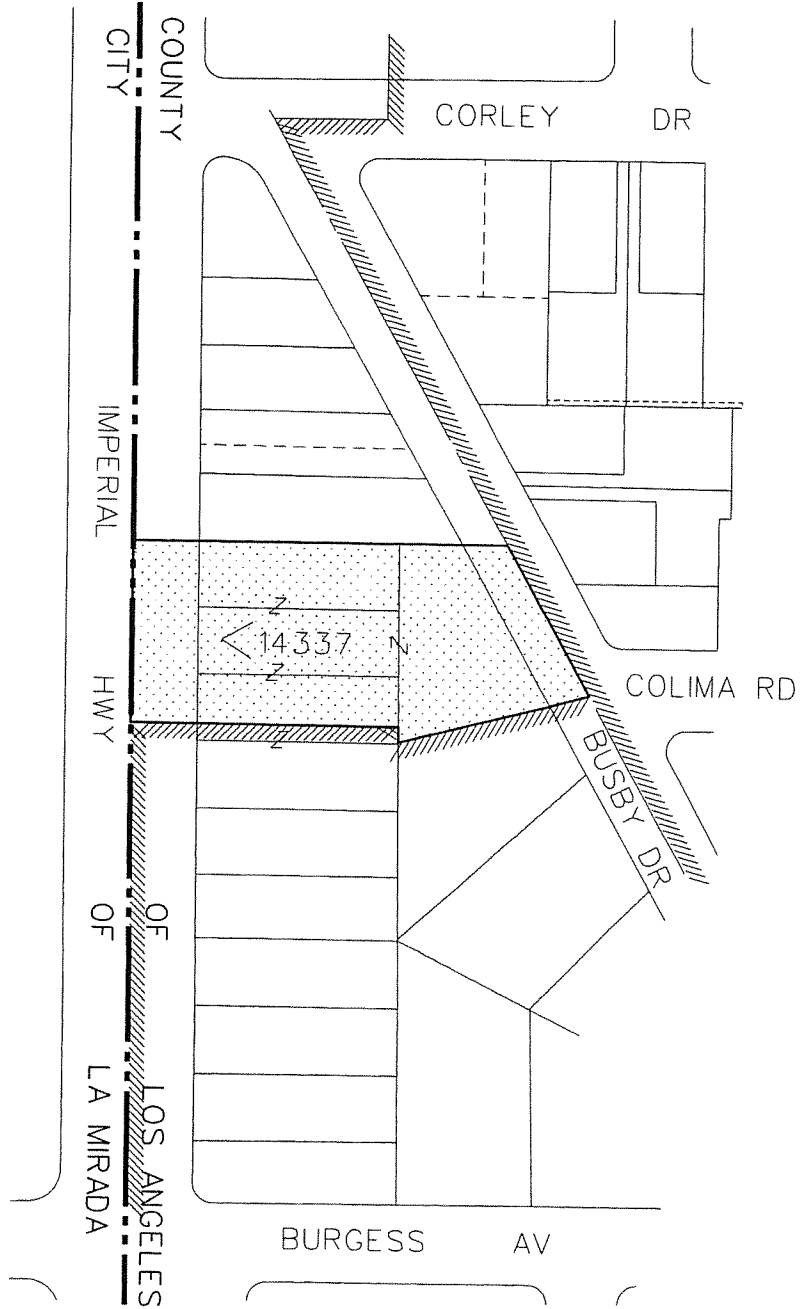 COUNTY OF LOS ANGELES
CITY OF LA MIRADA
CORLEY DR
IMPERIAL HWY
14337
COLIMA RD
BUSBY DR
BURGESS AV